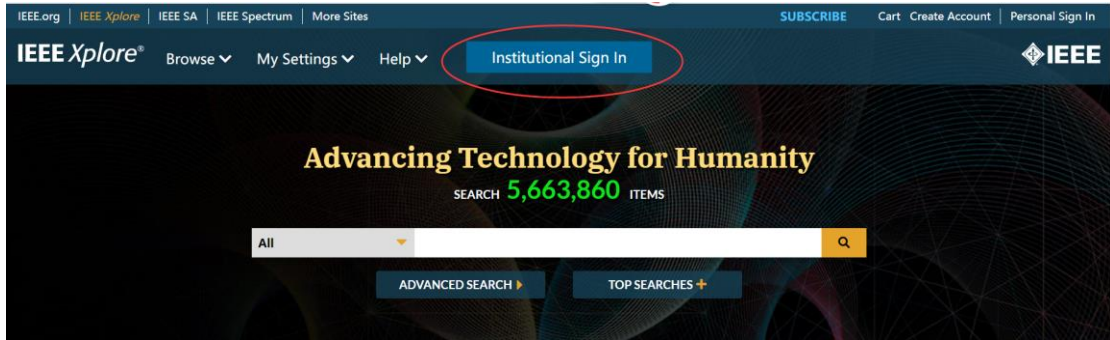 IEEE.org | IEEE Xplore | IEEE SA | IEEE Spectrum | More Sites SUBSCRIBE Cart Create Account | Personal Sign In
IEEE Xplore® Browse My Settings Help Institutional Sign In IEEE
Advancing Technology for Humanity
SEARCH 5,663,860 ITEMS
All
ADVANCED SEARCH TOP SEARCHES +